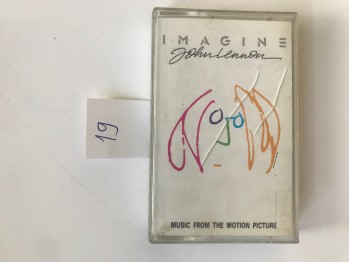 IMAGINE
John Lennon
19
MUSIC FROM THE MOTION PICTURE